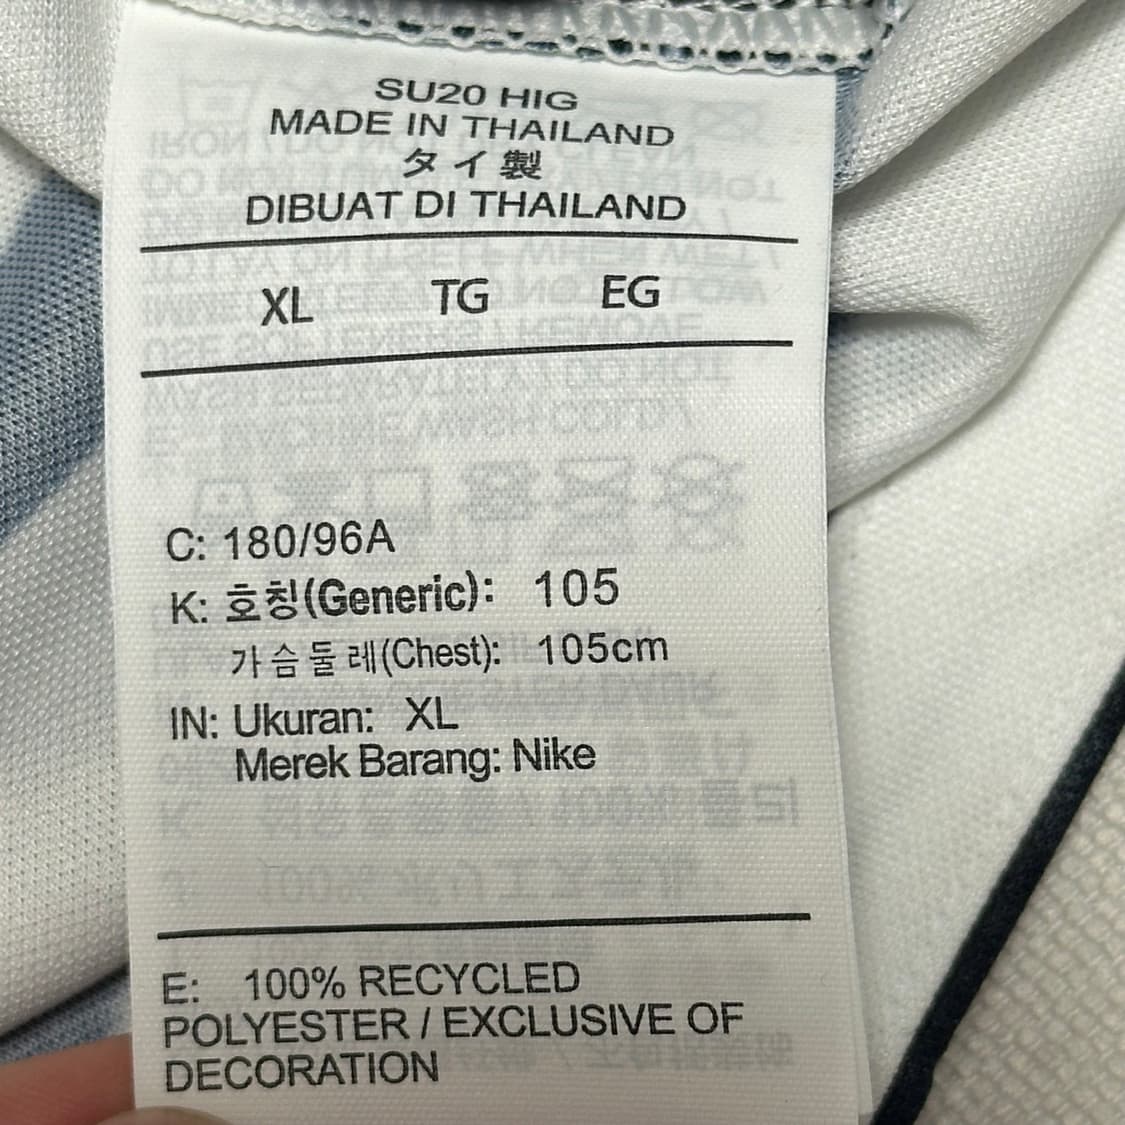 SU20 HIG
MADE IN THAILAND
タイ製
DIBUAT DI THAILAND
XL TG EG
C: 180/96A
K: 호칭(Generic): 105
가슴둘레(Chest): 105cm
IN: Ukuran: XL
Merek Barang: Nike
E: 100% RECYCLED
POLYESTER / EXCLUSIVE OF
DECORATION